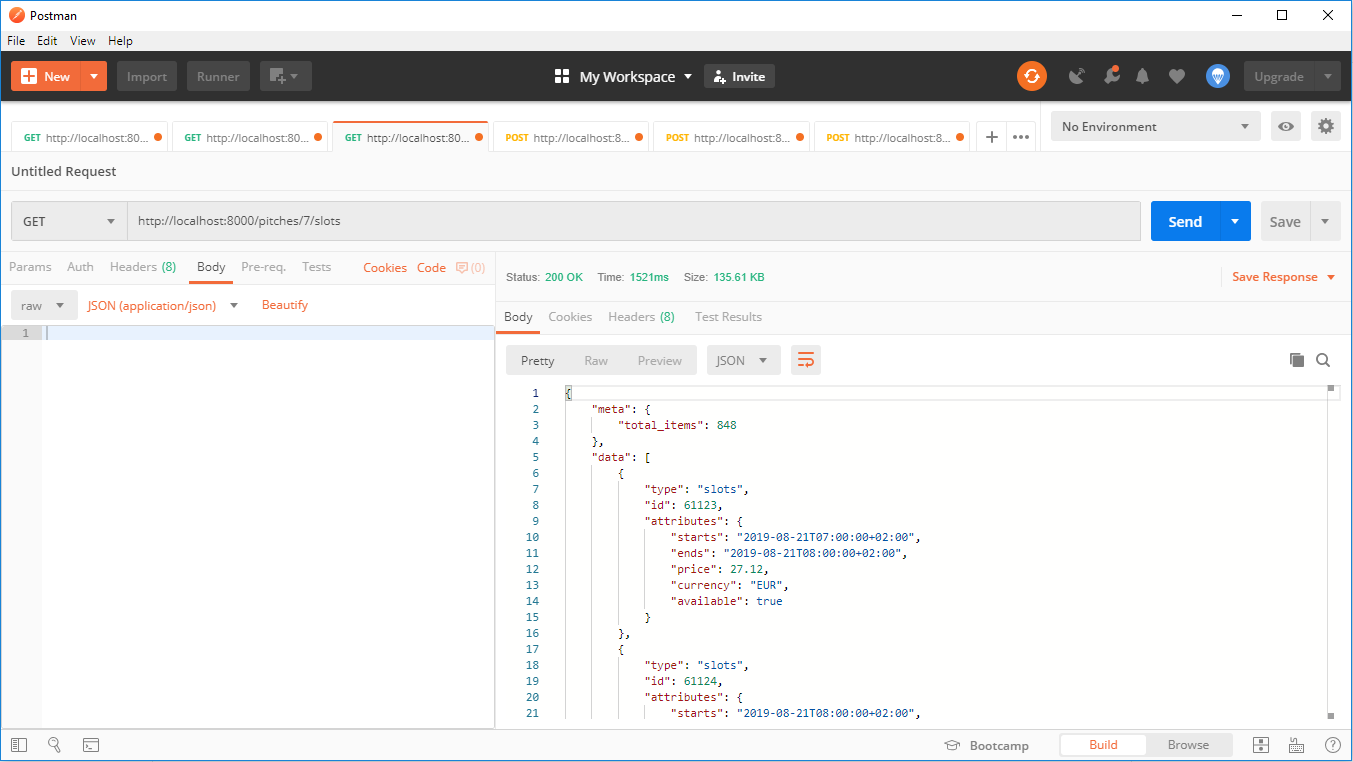 Postman
File Edit View Help
New Import Runner My Workspace Invite Upgrade
GET http://localhost:80... GET http://localhost:80... GET http://localhost:80... POST http://localhost:8... POST http://localhost:8... POST http://localhost:8... + ••• No Environment
Untitled Request
GET http://localhost:8000/pitches/7/slots Send Save
Params Auth Headers (8) Body Pre-req. Tests Cookies Code (0)
raw JSON (application/json) Beautify
1
Status: 200 OK Time: 1521ms Size: 135.61 KB Save Response
Body Cookies Headers (8) Test Results
Pretty Raw Preview JSON
1 {
2 "meta": {
3 "total_items": 848
4 },
5 "data": [
6 {
7 "type": "slots",
8 "id": 61123,
9 "attributes": {
10 "starts": "2019-08-21T07:00:00+02:00",
11 "ends": "2019-08-21T08:00:00+02:00",
12 "price": 27.12,
13 "currency": "EUR",
14 "available": true
15 }
16 },
17 {
18 "type": "slots",
19 "id": 61124,
20 "attributes": {
21 "starts": "2019-08-21T08:00:00+02:00",
Bootcamp Build Browse ?